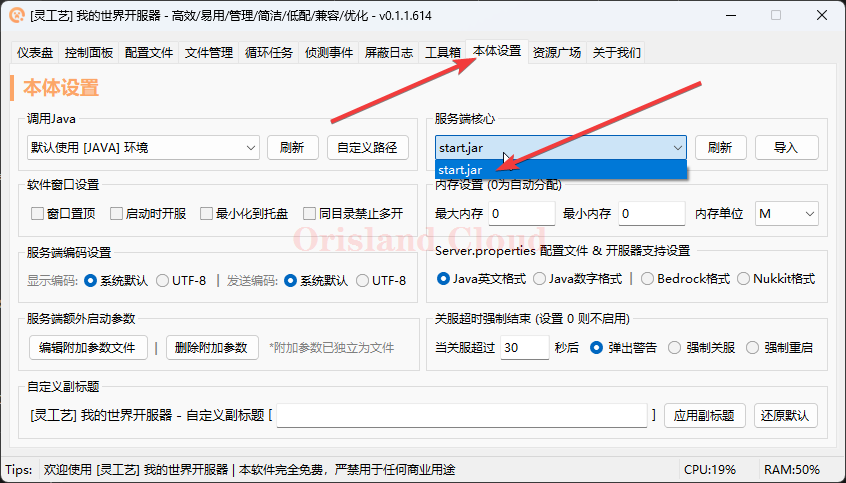 [灵工艺] 我的世界开服器 - 高效/易用/管理/简洁/低配/兼容/优化 - v0.1.1.614
仪表盘 控制面板 配置文件 文件管理 循环任务 侦测事件 屏蔽日志 工具箱 本体设置 资源广场 关于我们
本体设置
调用Java
默认使用 [JAVA] 环境 刷新 自定义路径
服务端核心
start.jar 刷新 导入
start.jar
软件窗口设置
窗口置顶 启动时开服 最小化到托盘 同目录禁止多开
内存设置 (0为自动分配)
最大内存 0 最小内存 0 内存单位 M
Orisland Cloud
服务端编码设置
显示编码: 系统默认 UTF-8 | 发送编码: 系统默认 UTF-8
Server.properties 配置文件 & 开服器支持设置
Java英文格式 Java数字格式 | Bedrock格式 Nukkit格式
服务端额外启动参数
编辑附加参数文件 | 删除附加参数 *附加参数已独立为文件
关服超时强制结束 (设置 0 则不启用)
当关服超过 30 秒后 弹出警告 强制关服 强制重启
自定义副标题
[灵工艺] 我的世界开服器 - 自定义副标题 [ ] 应用副标题 还原默认
Tips: 欢迎使用 [灵工艺] 我的世界开服器 | 本软件完全免费，严禁用于任何商业用途 CPU:19% RAM:50%